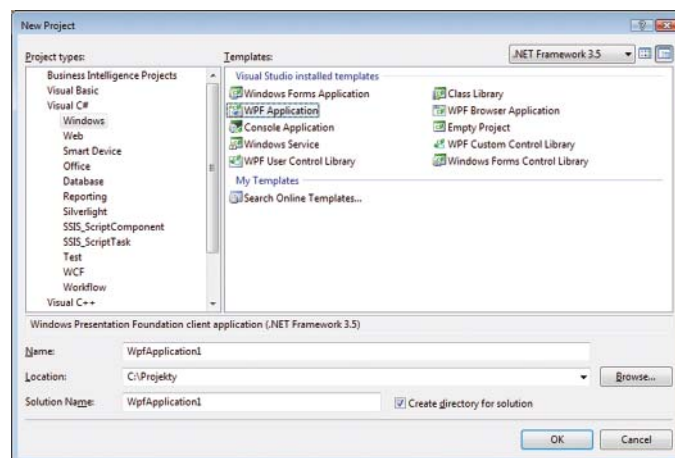 New Project
Project types:
Templates:
.NET Framework 3.5
Business Intelligence Projects
Visual Basic
Visual C#
Windows
Web
Smart Device
Office
Database
Reporting
Silverlight
SSIS_ScriptComponent
SSIS_ScriptTask
Test
WCF
Workflow
Visual C++
Visual Studio installed templates
Windows Forms Application
WPF Application
Console Application
Windows Service
WPF User Control Library
Class Library
WPF Browser Application
Empty Project
WPF Custom Control Library
Windows Forms Control Library
My Templates
Search Online Templates...
Windows Presentation Foundation client application (.NET Framework 3.5)
Name:
WpfApplication1
Location:
C:\Projekty
Browse...
Solution Name:
WpfApplication1
Create directory for solution
OK
Cancel